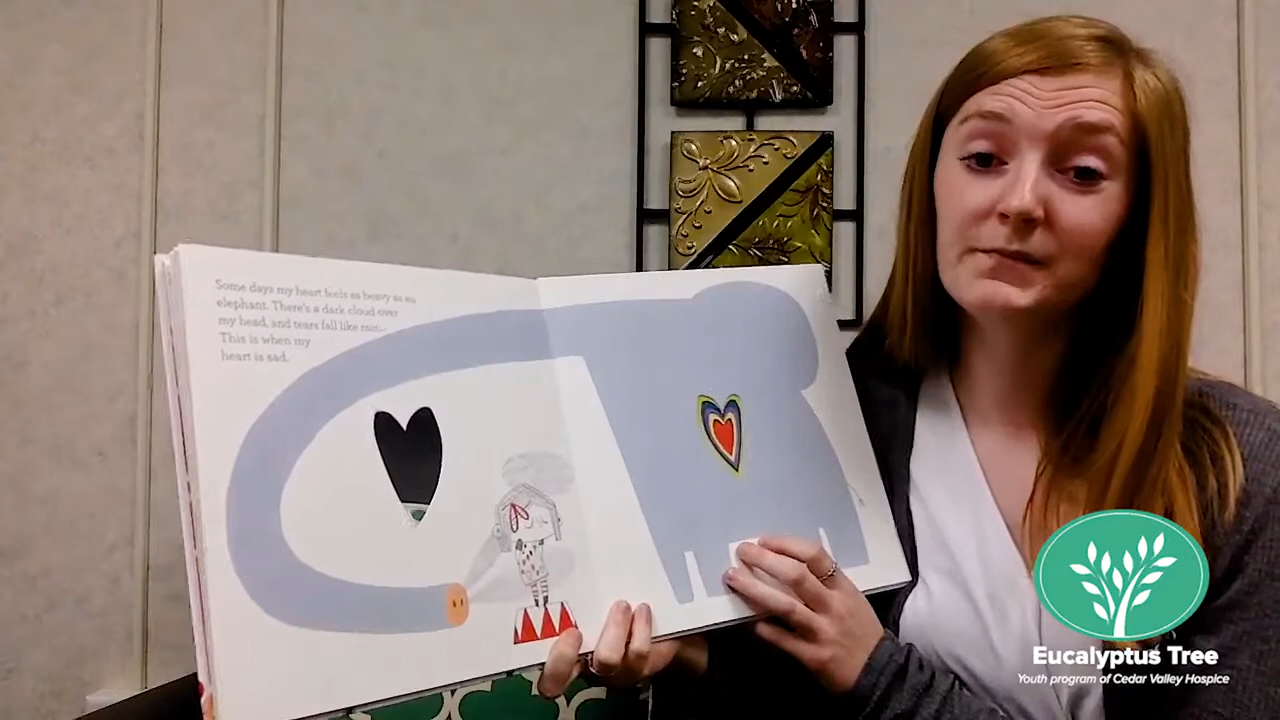 Some days my heart feels as heavy as an
elephant. There's a dark cloud over
my head, and tears fall like rain.
This is when my
heart is sad.
Eucalyptus Tree
Youth program of Cedar Valley Hospice